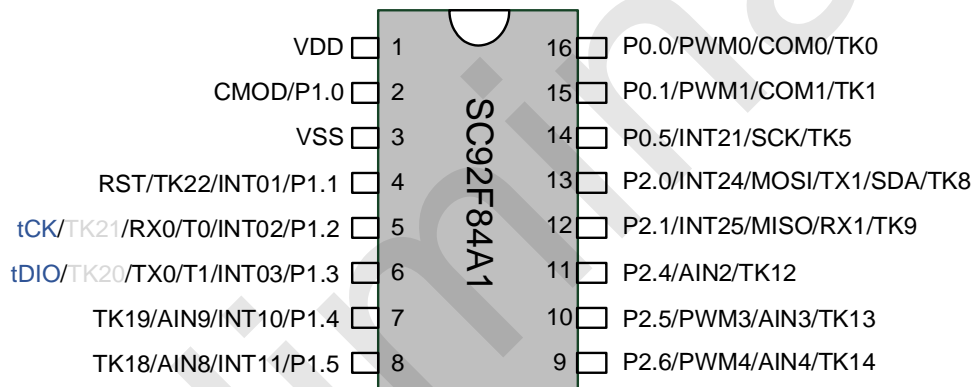 VDD 1 16 P0.0/PWM0/COM0/TK0
CMOD/P1.0 2 15 P0.1/PWM1/COM1/TK1
VSS 3 14 P0.5/INT21/SCK/TK5
RST/TK22/INT01/P1.1 4 13 P2.0/INT24/MOSI/TX1/SDA/TK8
tCK/TK21/RX0/T0/INT02/P1.2 5 12 P2.1/INT25/MISO/RX1/TK9
tDIO/TK20/TX0/T1/INT03/P1.3 6 11 P2.4/AIN2/TK12
TK19/AIN9/INT10/P1.4 7 10 P2.5/PWM3/AIN3/TK13
TK18/AIN8/INT11/P1.5 8 9 P2.6/PWM4/AIN4/TK14
SC92F84A1